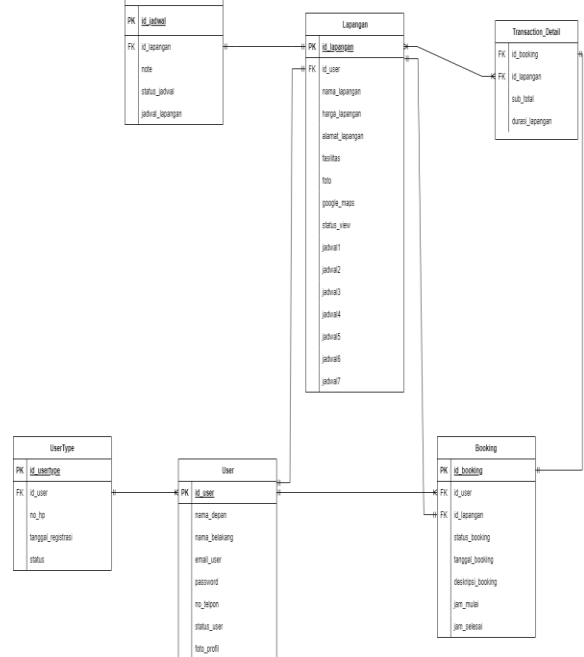 PK id_jadwal
FK id_lapangan
note
status_jadwal
jadwal_lapangan
Lapangan
PK id_lapangan
FK id_user
nama_lapangan
harga_lapangan
alamat_lapangan
fasilitas
foto
google_maps
status_view
jadwal1
jadwal2
jadwal3
jadwal4
jadwal5
jadwal6
jadwal7
Transaction_Detail
FK id_booking
FK id_lapangan
sub_total
durasi_lapangan
UserType
PK id_usertype
FK id_user
no_hp
tanggal_registrasi
status
User
PK id_user
nama_depan
nama_belakang
email_user
password
no_telpon
status_user
foto_profil
Booking
PK id_booking
FK id_user
FK id_lapangan
status_booking
tanggal_booking
deskripsi_booking
jam_mulai
jam_selesai